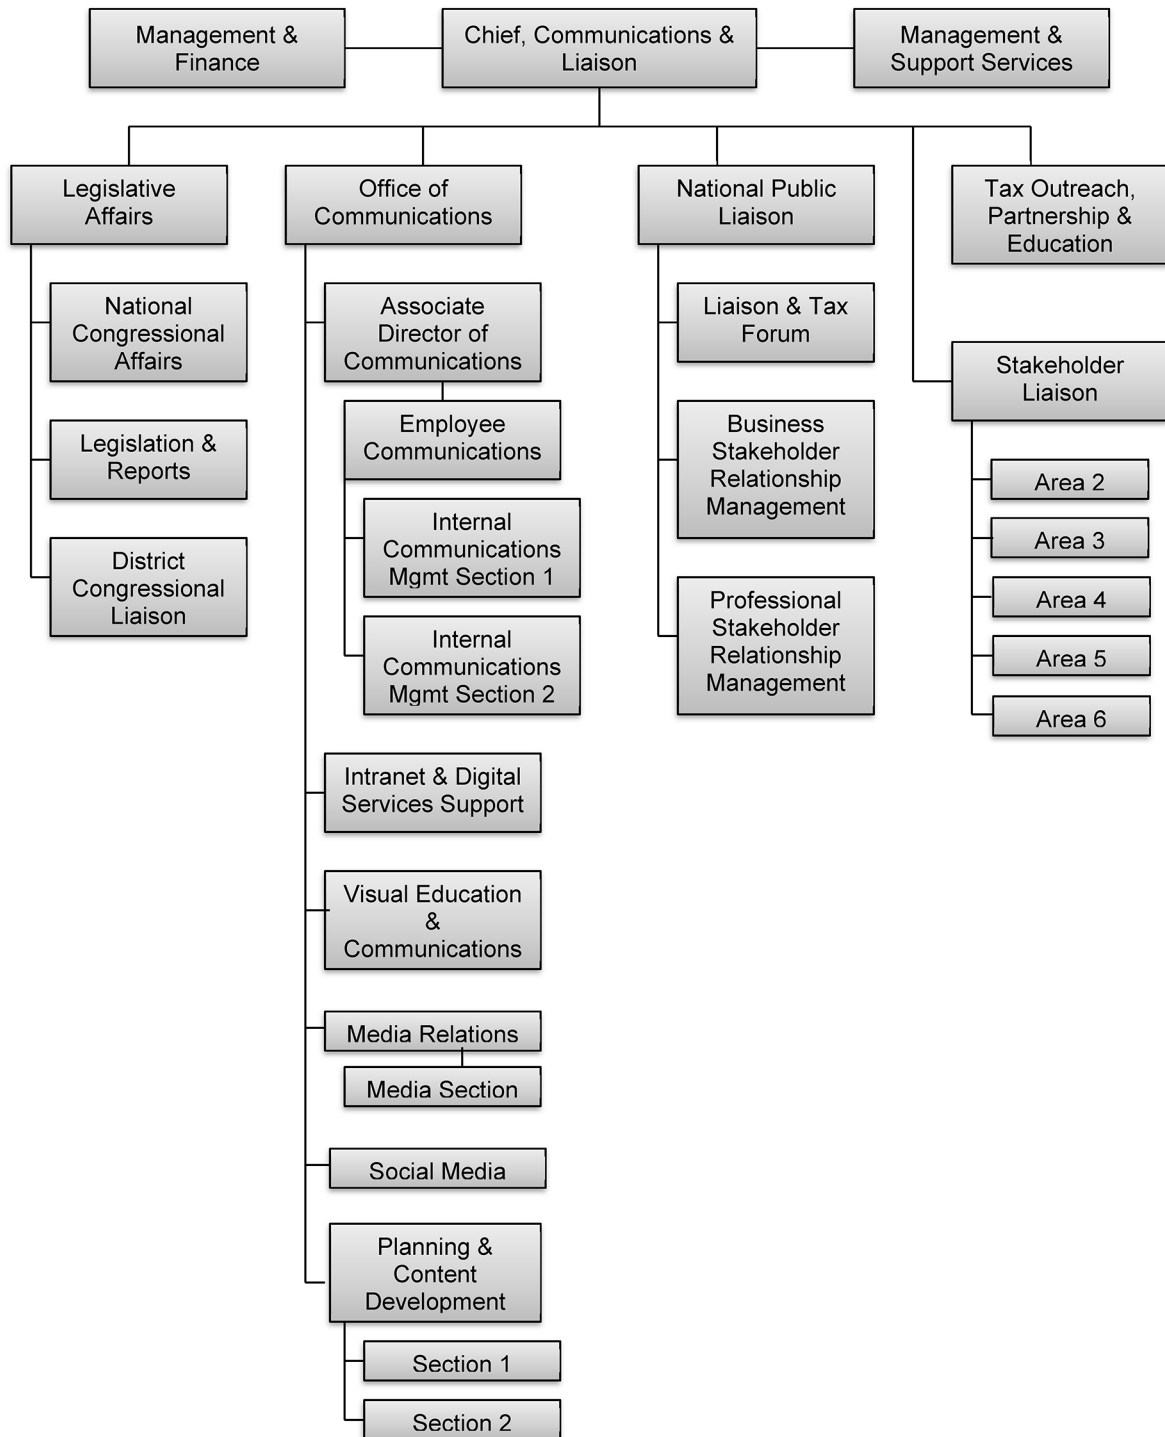 Management &
Finance
Chief, Communications &
Liaison
Management &
Support Services
Legislative
Affairs
Office of
Communications
National Public
Liaison
Tax Outreach,
Partnership &
Education
National
Congressional
Affairs
Legislation &
Reports
District
Congressional
Liaison
Associate
Director of
Communications
Employee
Communications
Internal
Communications
Mgmt Section 1
Internal
Communications
Mgmt Section 2
Intranet & Digital
Services Support
Visual Education
&
Communications
Media Relations
Media Section
Social Media
Planning &
Content
Development
Section 1
Section 2
Liaison & Tax
Forum
Business
Stakeholder
Relationship
Management
Professional
Stakeholder
Relationship
Management
Stakeholder
Liaison
Area 2
Area 3
Area 4
Area 5
Area 6